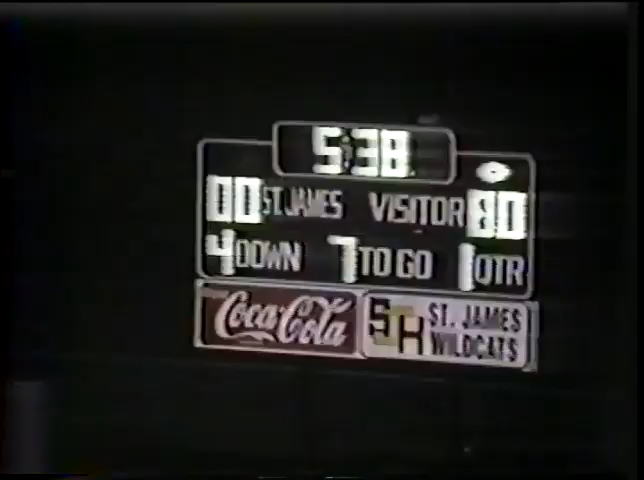 5:38
00 ST. JAMES VISITOR 80
4 DOWN 7 TO GO 1 QTR
Coca-Cola
SJH ST. JAMES
WILDCATS